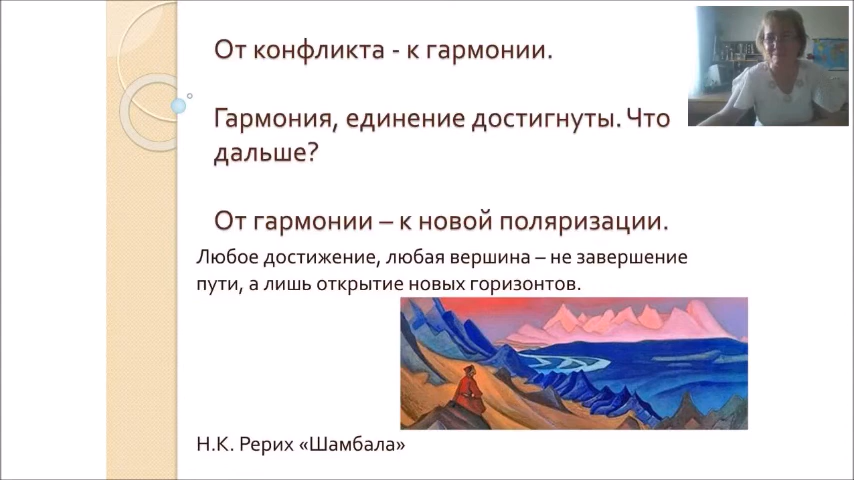 От конфликта - к гармонии.
Гармония, единение достигнуты. Что
дальше?
От гармонии – к новой поляризации.
Любое достижение, любая вершина – не завершение
пути, а лишь открытие новых горизонтов.
Н.К. Рерих «Шамбала»